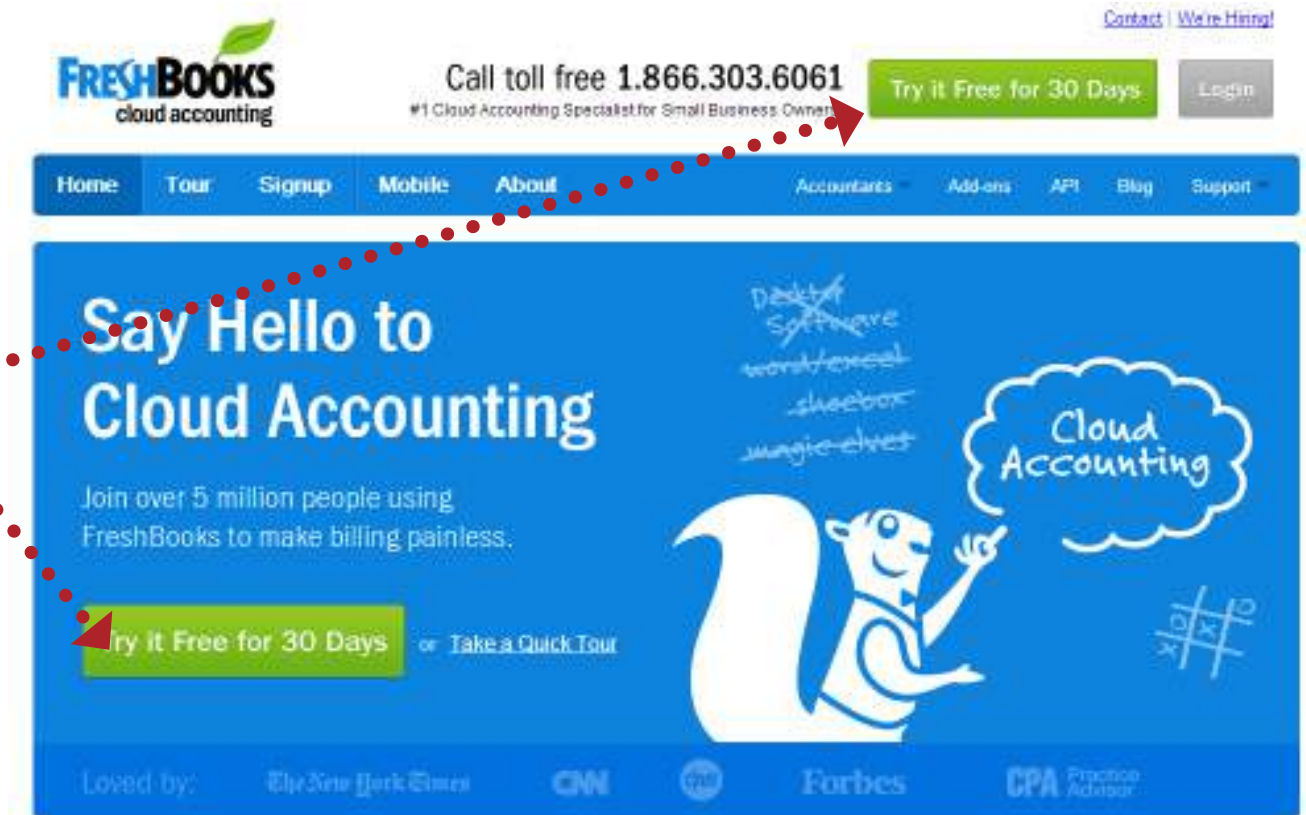 Contact | We're Hiring!
FRESHBOOKS
cloud accounting
Call toll free 1.866.303.6061
#1 Cloud Accounting Specialist for Small Business Owners
Try it Free for 30 Days
Login
Home Tour Signup Mobile About Accountants Add-ons API Blog Support
Say Hello to
Cloud Accounting
Join over 5 million people using
FreshBooks to make billing painless.
Try it Free for 30 Days or Take a Quick Tour
Desktop
Software
word/excel
shoebox
magic elves
Cloud
Accounting
X O O
X
X
Loved by: The New York Times CNN Forbes CPA Practice Advisor